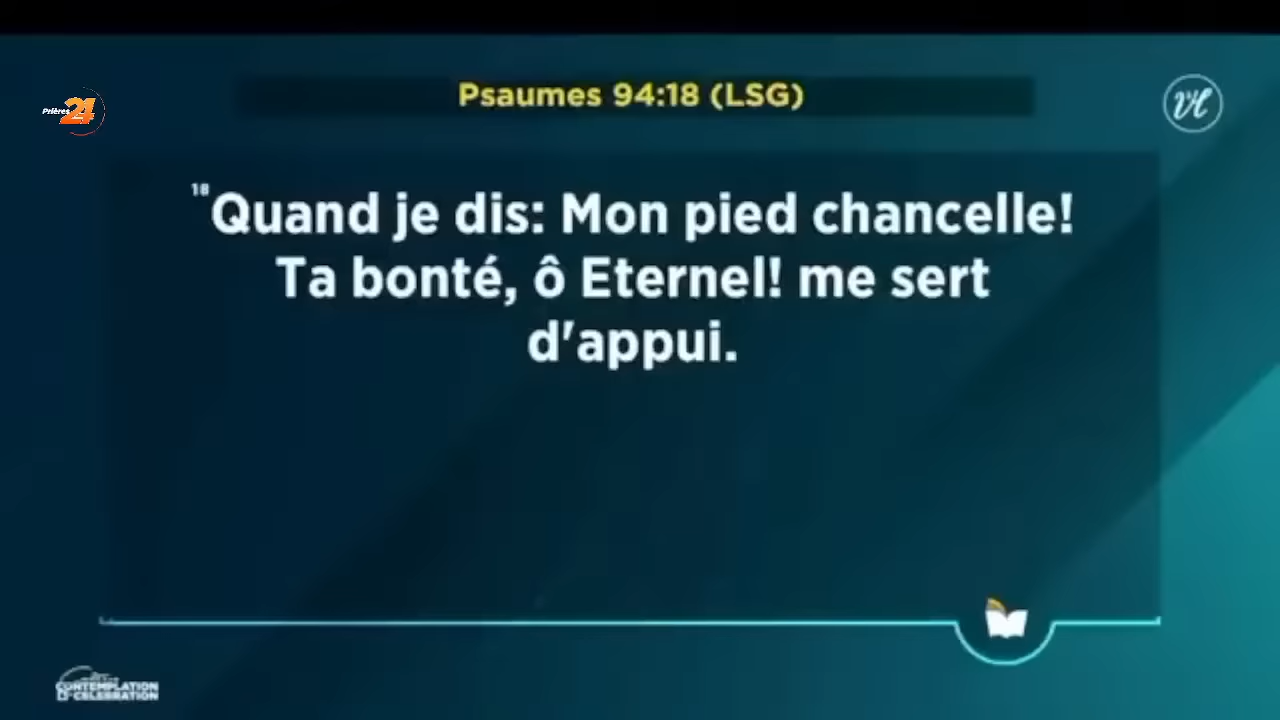 Psaumes 94:18 (LSG)
Prières 24
18 Quand je dis: Mon pied chancelle!
Ta bonté, ô Eternel! me sert
d'appui.
CONTEMPLATION
& CELEBRATION